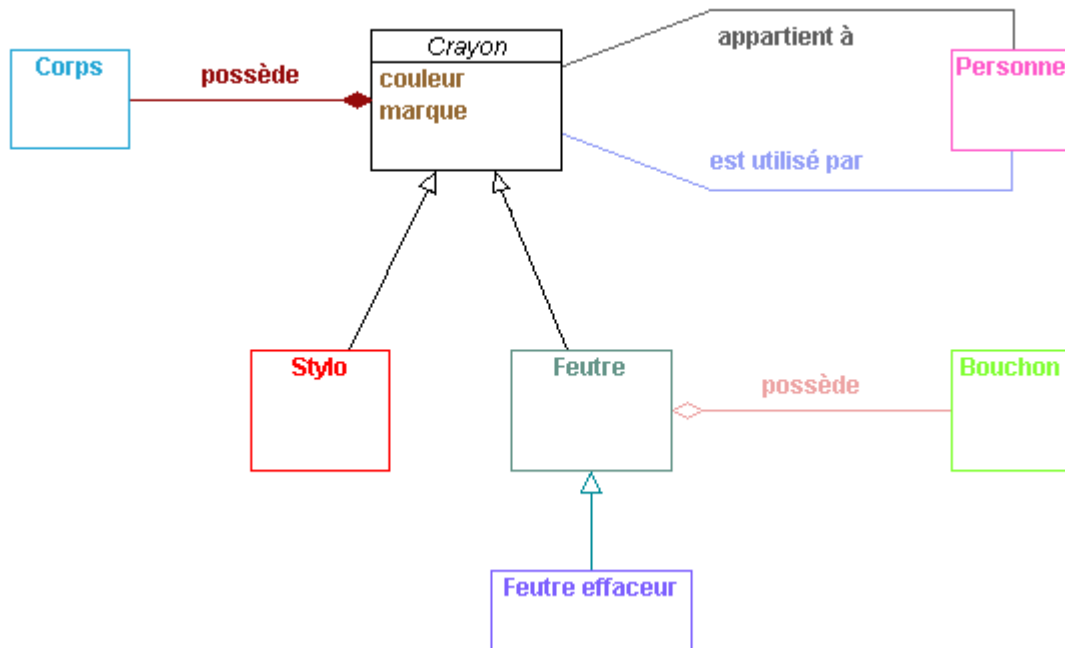 Crayon
couleur
marque
Corps
possède
appartient à
Personne
est utilisé par
Stylo
Feutre
possède
Bouchon
Feutre effaceur